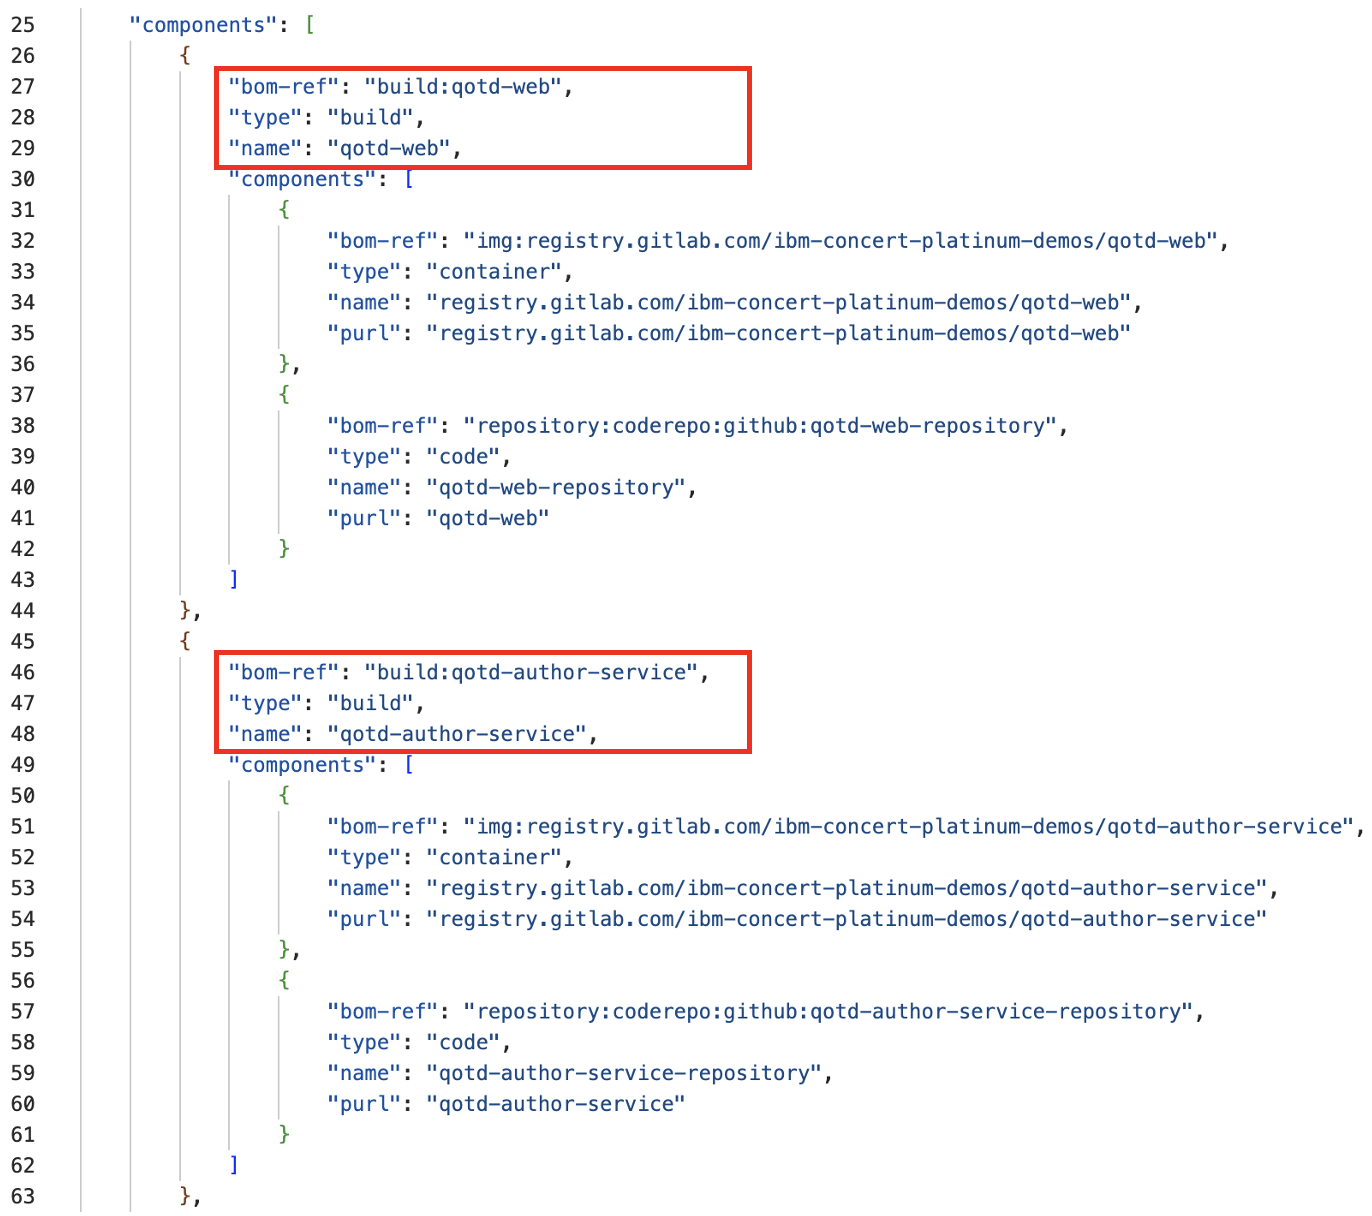 25 "components": [
26 {
27 "bom-ref": "build:qotd-web",
28 "type": "build",
29 "name": "qotd-web",
30 "components": [
31 {
32 "bom-ref": "img:registry.gitlab.com/ibm-concert-platinum-demos/qotd-web",
33 "type": "container",
34 "name": "registry.gitlab.com/ibm-concert-platinum-demos/qotd-web",
35 "purl": "registry.gitlab.com/ibm-concert-platinum-demos/qotd-web"
36 },
37 {
38 "bom-ref": "repository:coderepo:github:qotd-web-repository",
39 "type": "code",
40 "name": "qotd-web-repository",
41 "purl": "qotd-web"
42 }
43 ]
44 },
45 {
46 "bom-ref": "build:qotd-author-service",
47 "type": "build",
48 "name": "qotd-author-service",
49 "components": [
50 {
51 "bom-ref": "img:registry.gitlab.com/ibm-concert-platinum-demos/qotd-author-service",
52 "type": "container",
53 "name": "registry.gitlab.com/ibm-concert-platinum-demos/qotd-author-service",
54 "purl": "registry.gitlab.com/ibm-concert-platinum-demos/qotd-author-service"
55 },
56 {
57 "bom-ref": "repository:coderepo:github:qotd-author-service-repository",
58 "type": "code",
59 "name": "qotd-author-service-repository",
60 "purl": "qotd-author-service"
61 }
62 ]
63 },